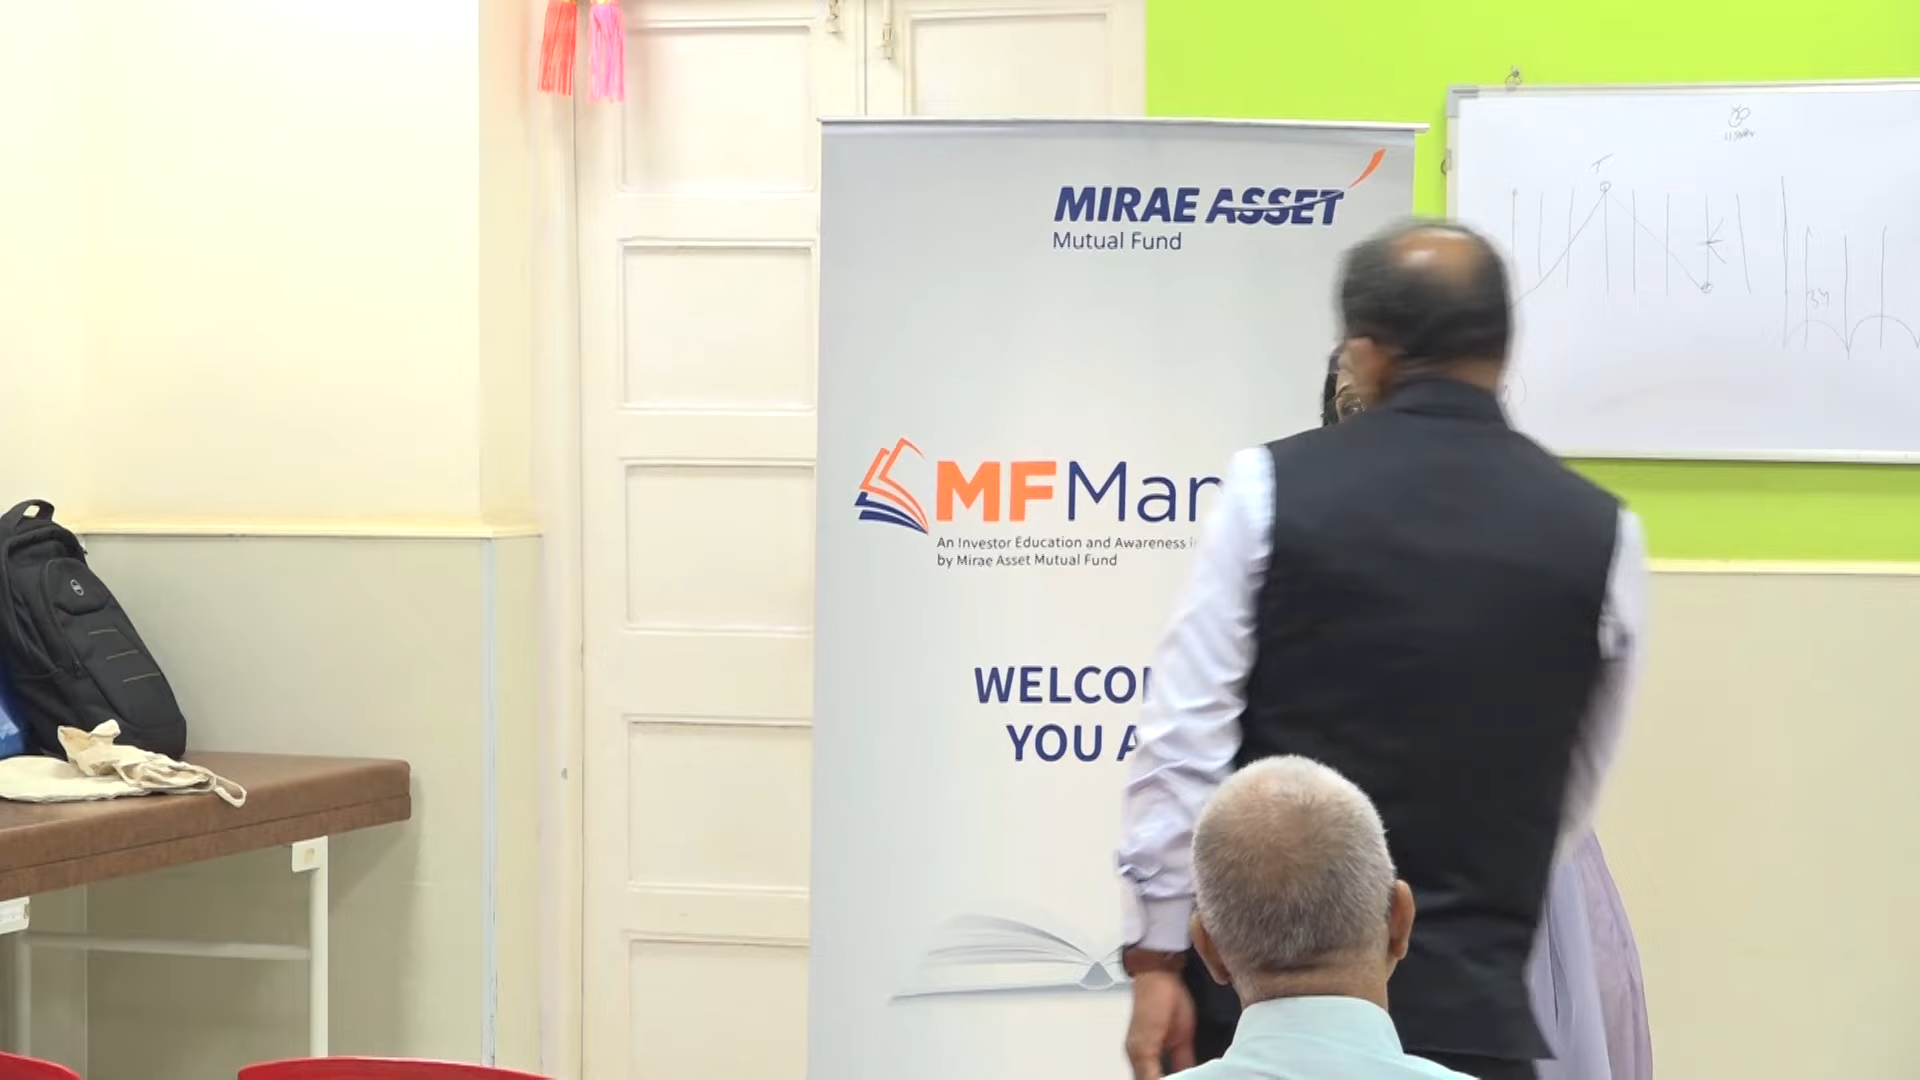 MIRAE ASSET
Mutual Fund
MFMan
An Investor Education and Awareness
by Mirae Asset Mutual Fund
WELCO
YOU A